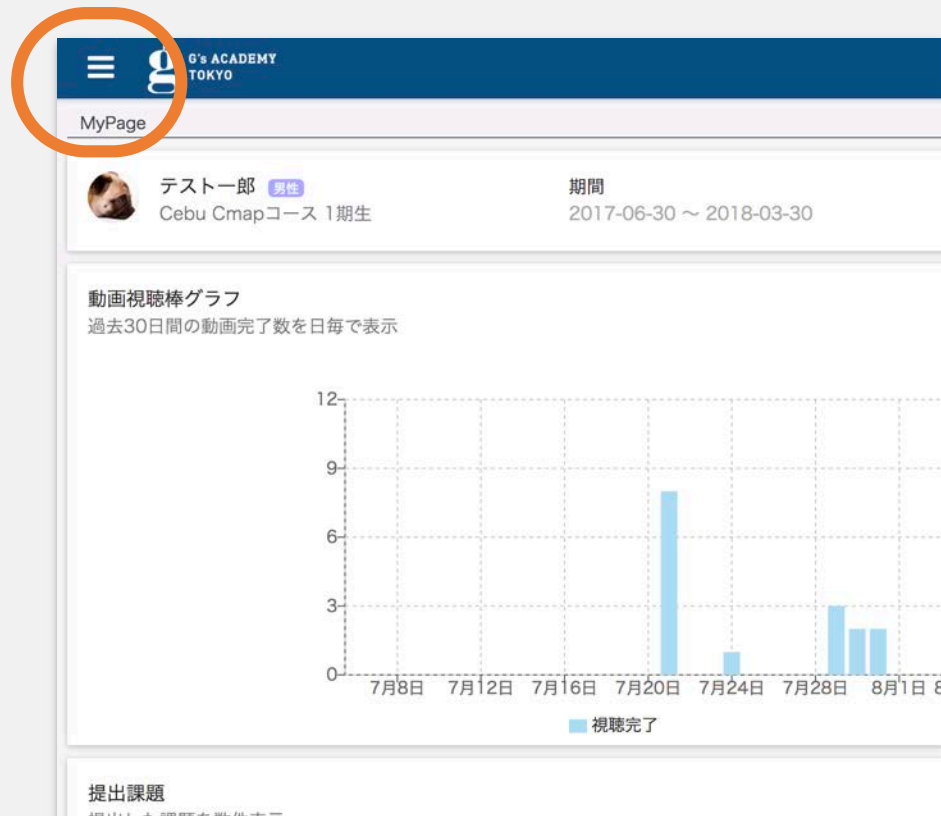 G's ACADEMY
TOKYO
MyPage
テスト一郎 男性
Cebu Cmapコース 1期生
期間
2017-06-30 ～ 2018-03-30
動画視聴棒グラフ
過去30日間の動画完了数を日毎で表示
12
9
6
3
0
7月8日 7月12日 7月16日 7月20日 7月24日 7月28日 8月1日 8
視聴完了
提出課題